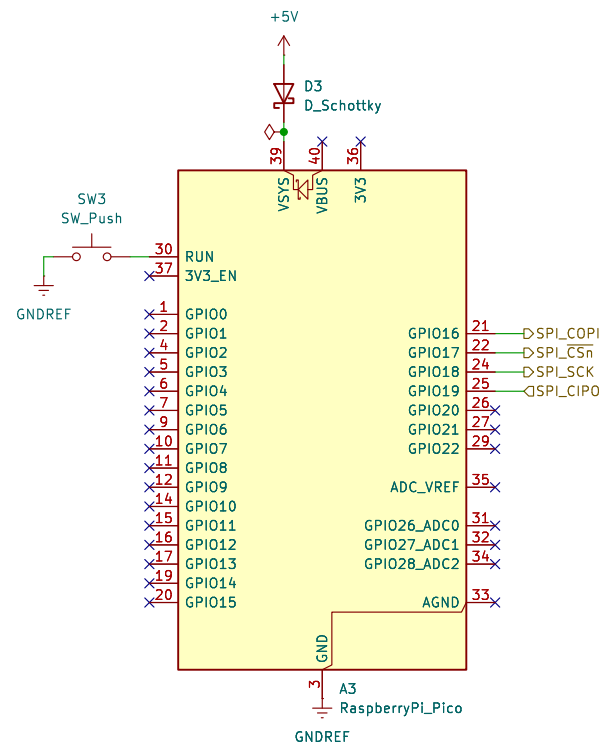 +5V
D3
D_Schottky
39
40
36
VSYS
VBUS
3V3
SW3
SW_Push
GNDREF
30 RUN
37 3V3_EN
1 GPIO0
2 GPIO1
4 GPIO2
5 GPIO3
6 GPIO4
7 GPIO5
9 GPIO6
10 GPIO7
11 GPIO8
12 GPIO9
14 GPIO10
15 GPIO11
16 GPIO12
17 GPIO13
19 GPIO14
20 GPIO15
GPIO16 21 SPI_COPI
GPIO17 22 SPI_CSn
GPIO18 24 SPI_SCK
GPIO19 25 SPI_CIPO
GPIO20 26
GPIO21 27
GPIO22 29
ADC_VREF 35
GPIO26_ADC0 31
GPIO27_ADC1 32
GPIO28_ADC2 34
AGND 33
GND
3
A3
RaspberryPi_Pico
GNDREF